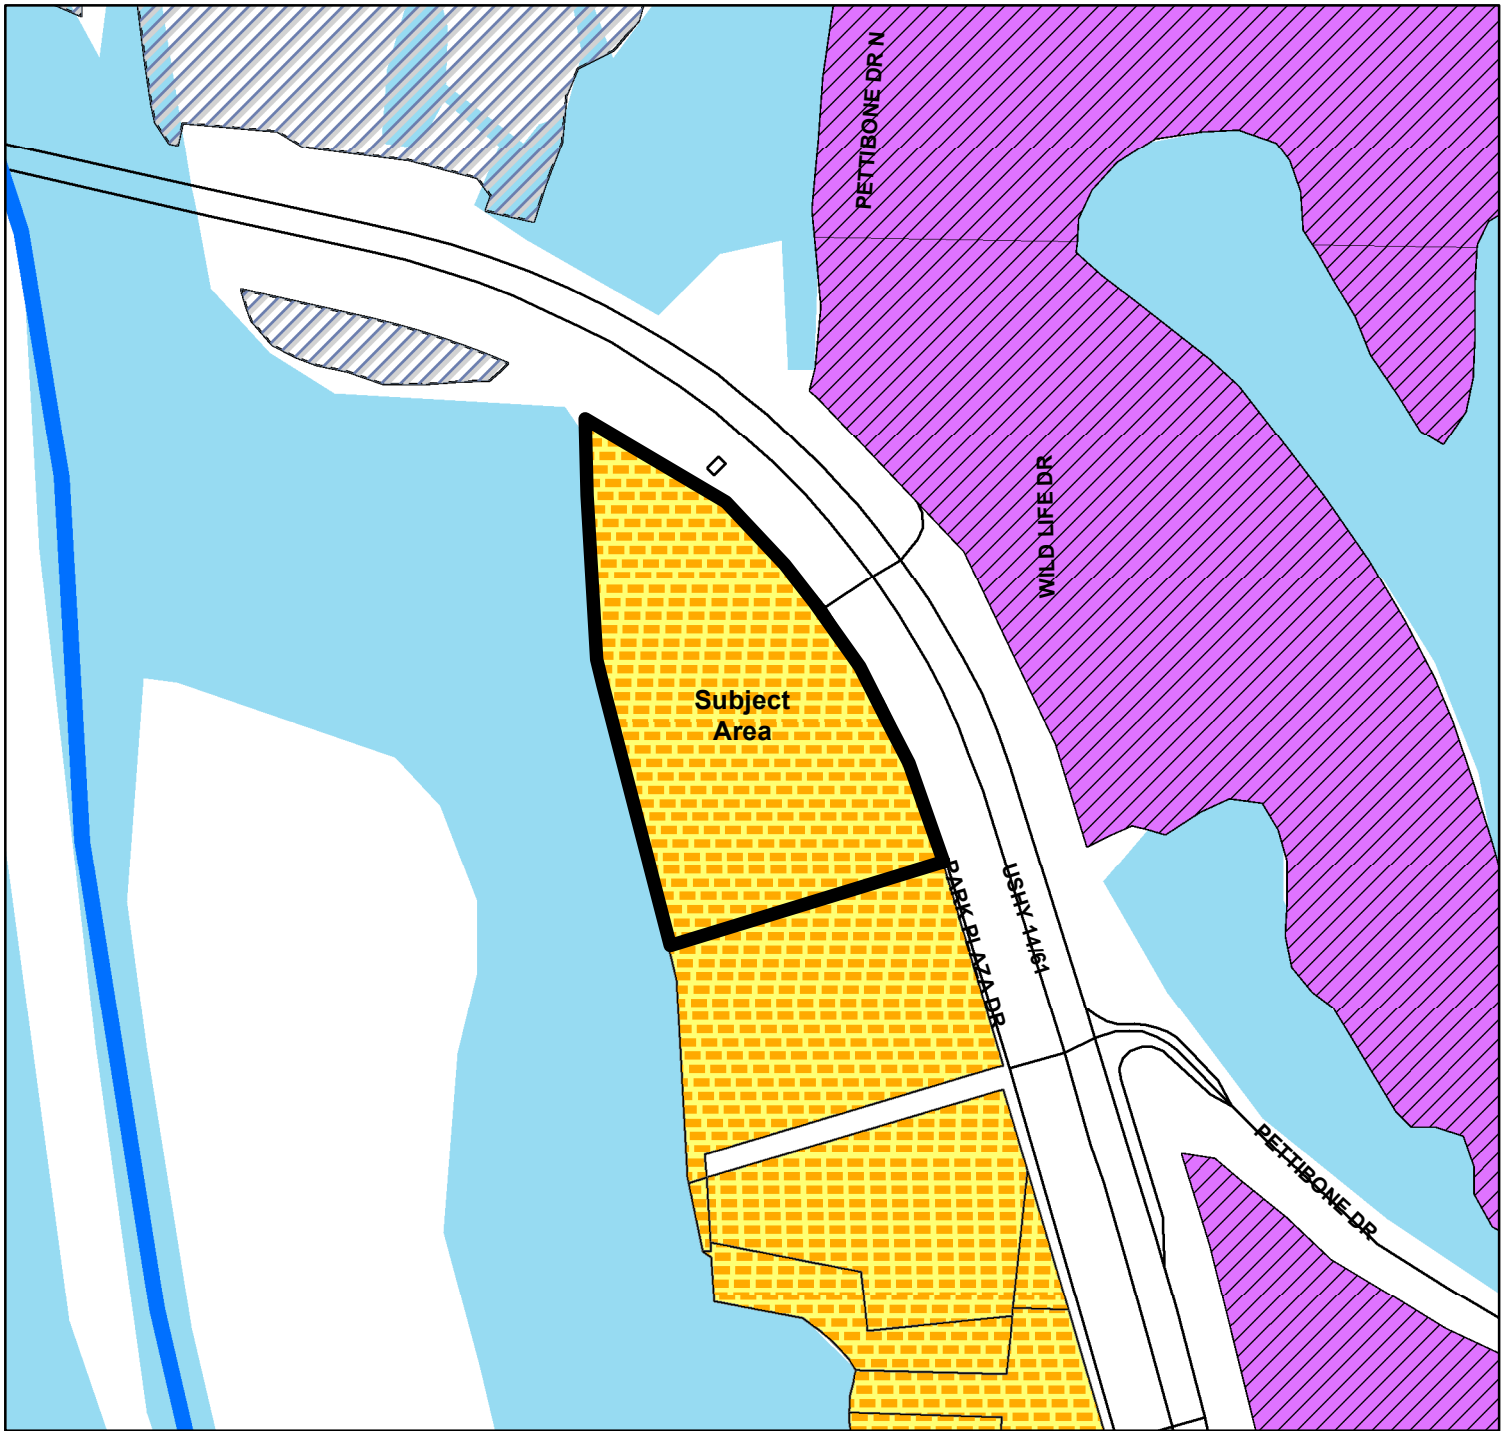 PETTIBONE DR N
WILD LIFE DR
Subject
Area
PARK PLAZA DR
USHY 14/61
PETTIBONE DR